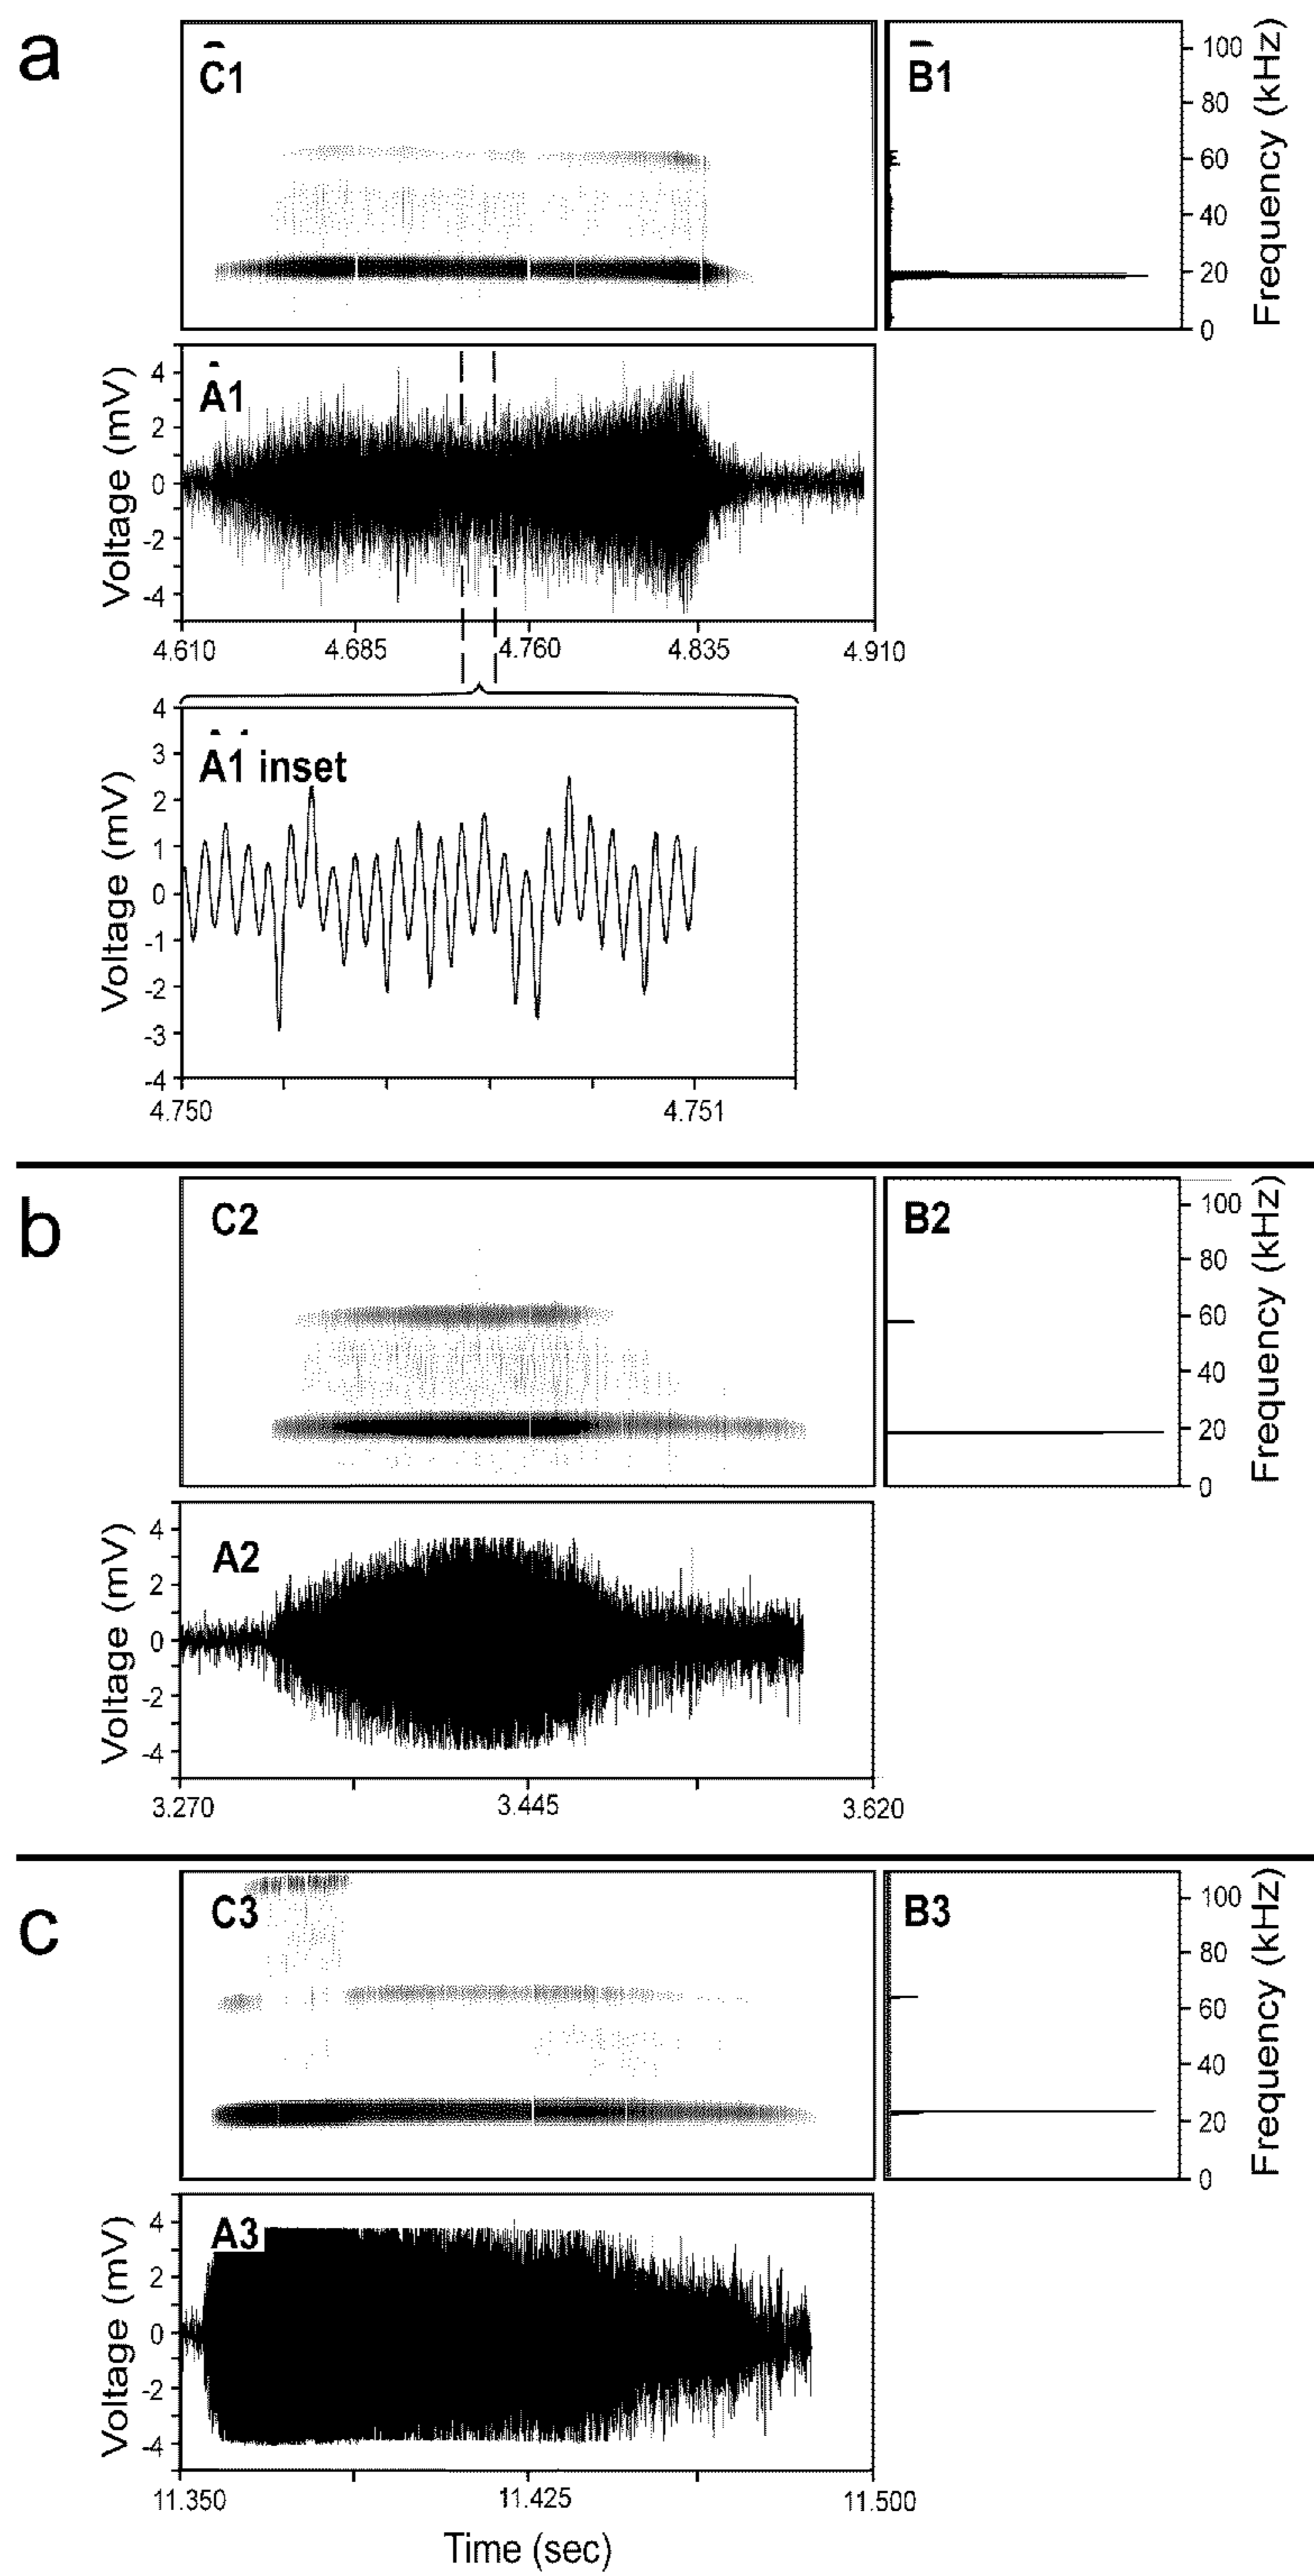 a
C1
B1
100
80
60
40
20
0
Frequency (kHz)
A1
4
2
0
-2
-4
Voltage (mV)
4.610 4.685 4.760 4.835 4.910
A1 inset
4
3
2
1
0
-1
-2
-3
-4
Voltage (mV)
4.750 4.751
b
C2
B2
100
80
60
40
20
0
Frequency (kHz)
A2
4
2
0
-2
-4
Voltage (mV)
3.270 3.445 3.620
c
C3
B3
100
80
60
40
20
0
Frequency (kHz)
A3
4
2
0
-2
-4
Voltage (mV)
11.350 11.425 11.500
Time (sec)